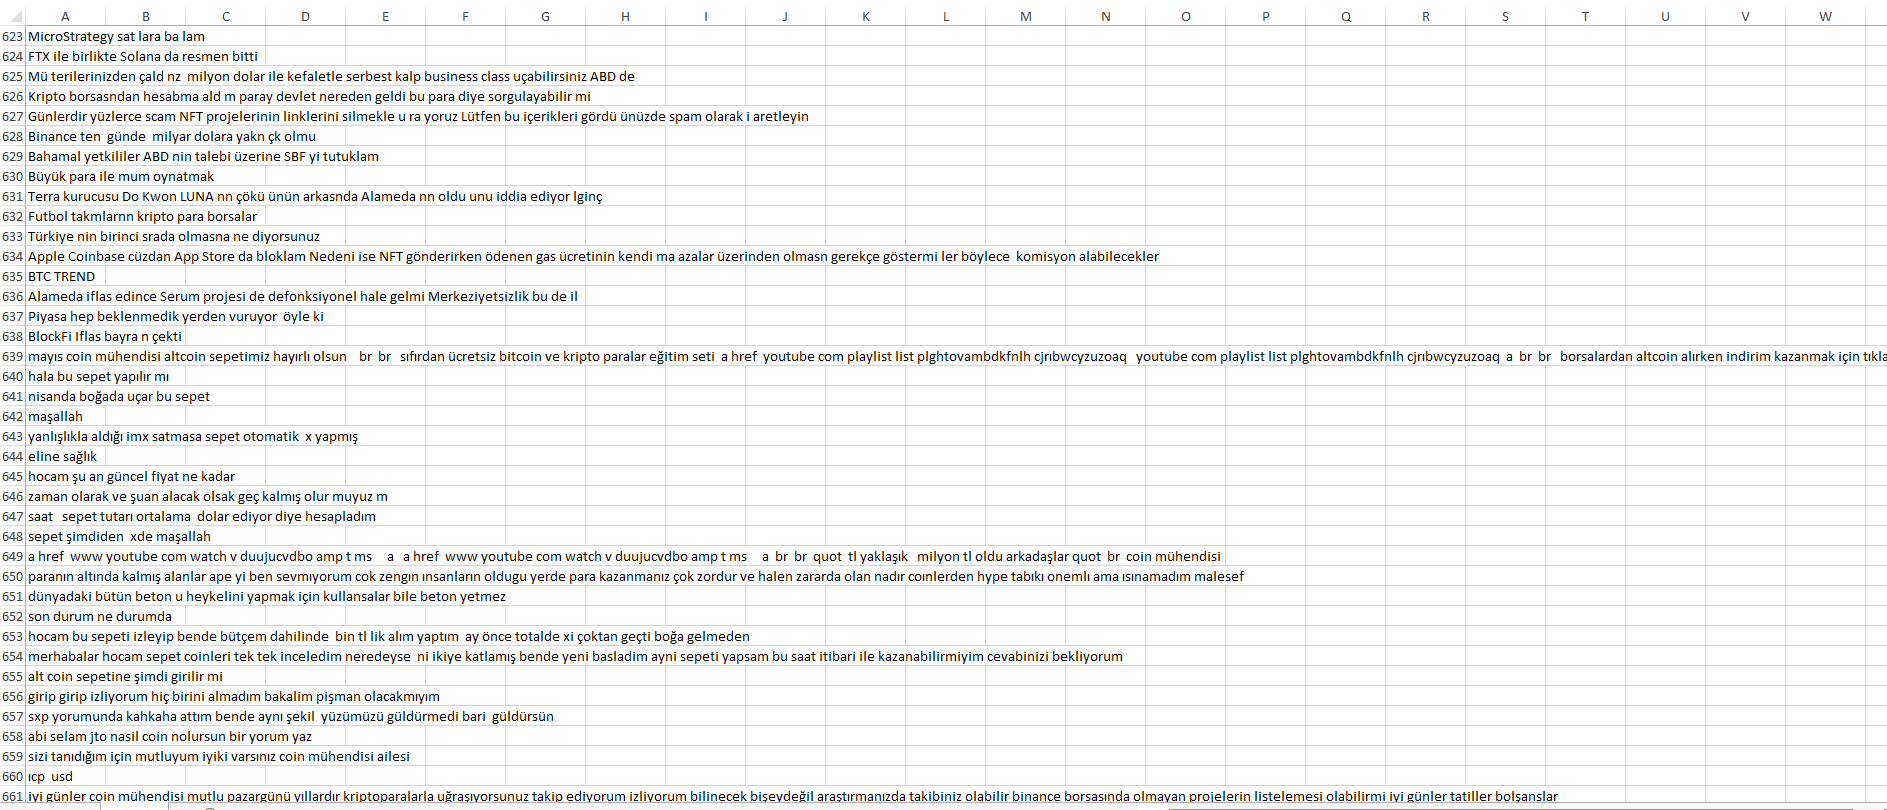 A B C D E F G H I J K L M N O P Q R S T U V W
623 MicroStrategy sat lara ba lam
624 FTX ile birlikte Solana da resmen bitti
625 Mü terilerinizden çald nz  milyon dolar ile kefaletle serbest kalp business class uçabilirsiniz ABD de
626 Kripto borsasndan hesabma ald m paray devlet nereden geldi bu para diye sorgulayabilir mi
627 Günlerdir yüzlerce scam NFT projelerinin linklerini silmekle u ra yoruz Lütfen bu içerikleri gördü ünüzde spam olarak i aretleyin
628 Binance ten  günde  milyar dolara yakn çk olmu
629 Bahamal yetkililer ABD nin talebi üzerine SBF yi tutuklam
630 Büyük para ile mum oynatmak
631 Terra kurucusu Do Kwon LUNA nn çökü ünün arkasnda Alameda nn oldu unu iddia ediyor lginç
632 Futbol takmlarnn kripto para borsalar
633 Türkiye nin birinci srada olmasna ne diyorsunuz
634 Apple Coinbase cüzdan App Store da bloklam Nedeni ise NFT gönderirken ödenen gas ücretinin kendi ma azalar üzerinden olmasn gerekçe göstermi ler böylece  komisyon alabilecekler
635 BTC TREND
636 Alameda iflas edince Serum projesi de defonksiyonel hale gelmi Merkeziyetsizlik bu de il
637 Piyasa hep beklenmedik yerden vuruyor  öyle ki
638 BlockFi Iflas bayra n çekti
639 mayıs coin mühendisi altcoin sepetimiz hayırlı olsun    br  br   sıfırdan ücretsiz bitcoin ve kripto paralar eğitim seti  a href  youtube com playlist list plghtovambdkfnlh cjrıbwcyzuzoaq   youtube com playlist list plghtovambdkfnlh cjrıbwcyzuzoaq  a  br  br   borsalardan altcoin alırken indirim kazanmak için tıkla
640 hala bu sepet yapılır mı
641 nisanda boğada uçar bu sepet
642 maşallah
643 yanlışlıkla aldığı imx satmasa sepet otomatik  x yapmış
644 eline sağlık
645 hocam şu an güncel fiyat ne kadar
646 zaman olarak ve şuan alacak olsak geç kalmış olur muyuz m
647 saat   sepet tutarı ortalama  dolar ediyor diye hesapladım
648 sepet şimdiden  xde maşallah
649 a href  www youtube com watch v duujucvdbo amp t ms    a   a href  www youtube com watch v duujucvdbo amp t ms    a  br  br  quot  tl yaklaşık   milyon tl oldu arkadaşlar quot  br  coin mühendisi
650 paranın altında kalmış alanlar ape yi ben sevmıyorum cok zengın ınsanların oldugu yerde para kazanmanız çok zordur ve halen zararda olan nadır coınlerden hype tabıkı onemlı ama ısınamadım malesef
651 dünyadaki bütün beton u heykelini yapmak için kullansalar bile beton yetmez
652 son durum ne durumda
653 hocam bu sepeti izleyip bende bütçem dahilinde  bin tl lik alım yaptım  ay önce totalde xi çoktan geçti boğa gelmeden
654 merhabalar hocam sepet coinleri tek tek inceledim neredeyse  ni ikiye katlamış bende yeni basladim ayni sepeti yapsam bu saat itibari ile kazanabilirmiyim cevabinizi bekliyorum
655 alt coin sepetine şimdi girilir mi
656 girip girip izliyorum hiç birini almadım bakalim pişman olacakmıyım
657 sxp yorumunda kahkaha attım bende aynı şekil  yüzümüzü güldürmedi bari  güldürsün
658 abi selam jto nasil coin nolursun bir yorum yaz
659 sizi tanıdığım için mutluyum iyiki varsınız coin mühendisi ailesi
660 ıcp  usd
661 iyi günler coin mühendisi mutlu pazargünü yıllardır kriptoparalarla uğraşıyorsunuz takip ediyorum izliyorum bilinecek bişeydeğil araştırmanızda takibiniz olabilir binance borsasında olmayan projelerin listelemesi olabilirmi iyi günler tatiller bolşanslar